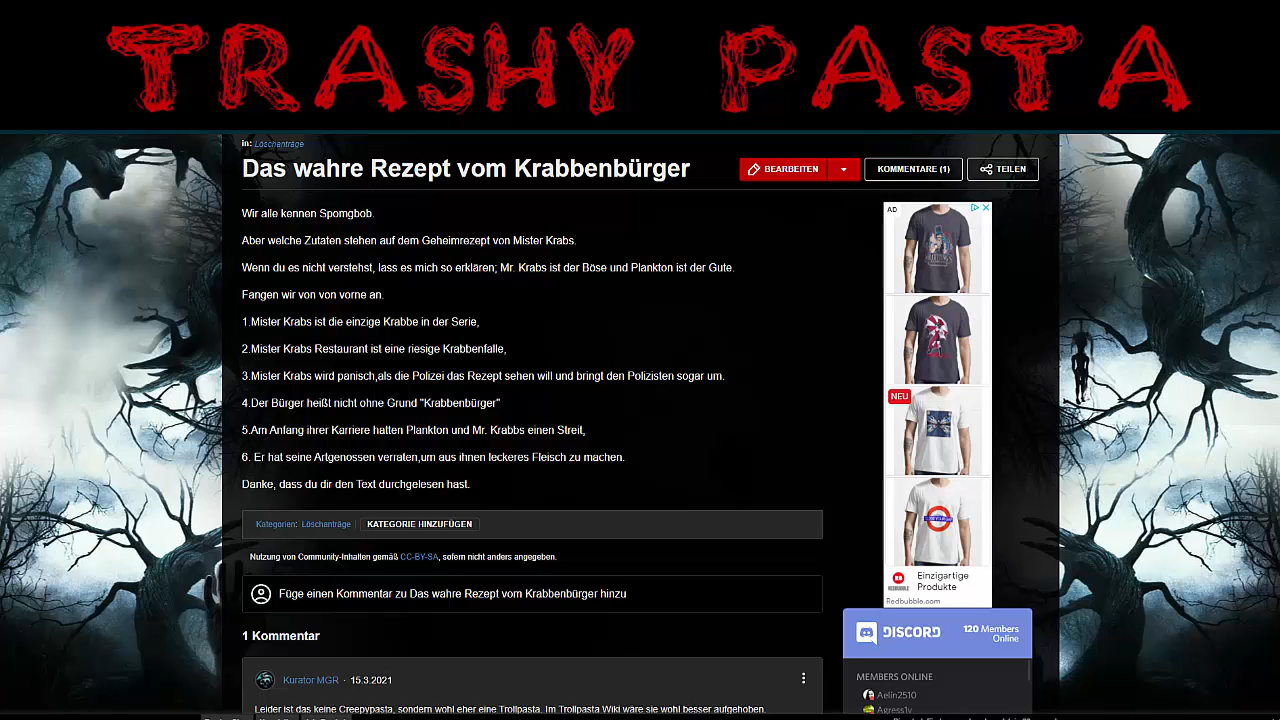 TRASHY PASTA
in: Löschenträge
Das wahre Rezept vom Krabbenbürger
BEARBEITEN
KOMMENTARE (1)
TEILEN
Wir alle kennen Spomgbob.
Aber welche Zutaten stehen auf dem Geheimrezept von Mister Krabs.
Wenn du es nicht verstehst, lass es mich so erklären; Mr. Krabs ist der Böse und Plankton ist der Gute.
Fangen wir von von vorne an.
1.Mister Krabs ist die einzige Krabbe in der Serie,
2.Mister Krabs Restaurant ist eine riesige Krabbenfalle,
3.Mister Krabs wird panisch,als die Polizei das Rezept sehen will und bringt den Polizisten sogar um.
4.Der Bürger heißt nicht ohne Grund "Krabbenbürger"
5.Am Anfang ihrer Karriere hatten Plankton und Mr. Krabbs einen Streit,
6. Er hat seine Artgenossen verraten,um aus ihnen leckeres Fleisch zu machen.
Danke, dass du dir den Text durchgelesen hast.
Kategorien: Löschenträge
KATEGORIE HINZUFÜGEN
Nutzung von Community-Inhalten gemäß CC-BY-SA, sofern nicht anders angegeben.
Füge einen Kommentar zu Das wahre Rezept vom Krabbenbürger hinzu
1 Kommentar
Kurator MGR · 15.3.2021
Leider ist das keine Creepypasta, sondern wohl eher eine Trollpasta. Im Trollpasta Wiki wäre sie wohl besser aufgehoben.
AD
NEU
REDBUBBLE
Einzigartige
Produkte
Redbubble.com
DISCORD
120 Members
Online
MEMBERS ONLINE
Aelin2510
Agress1v